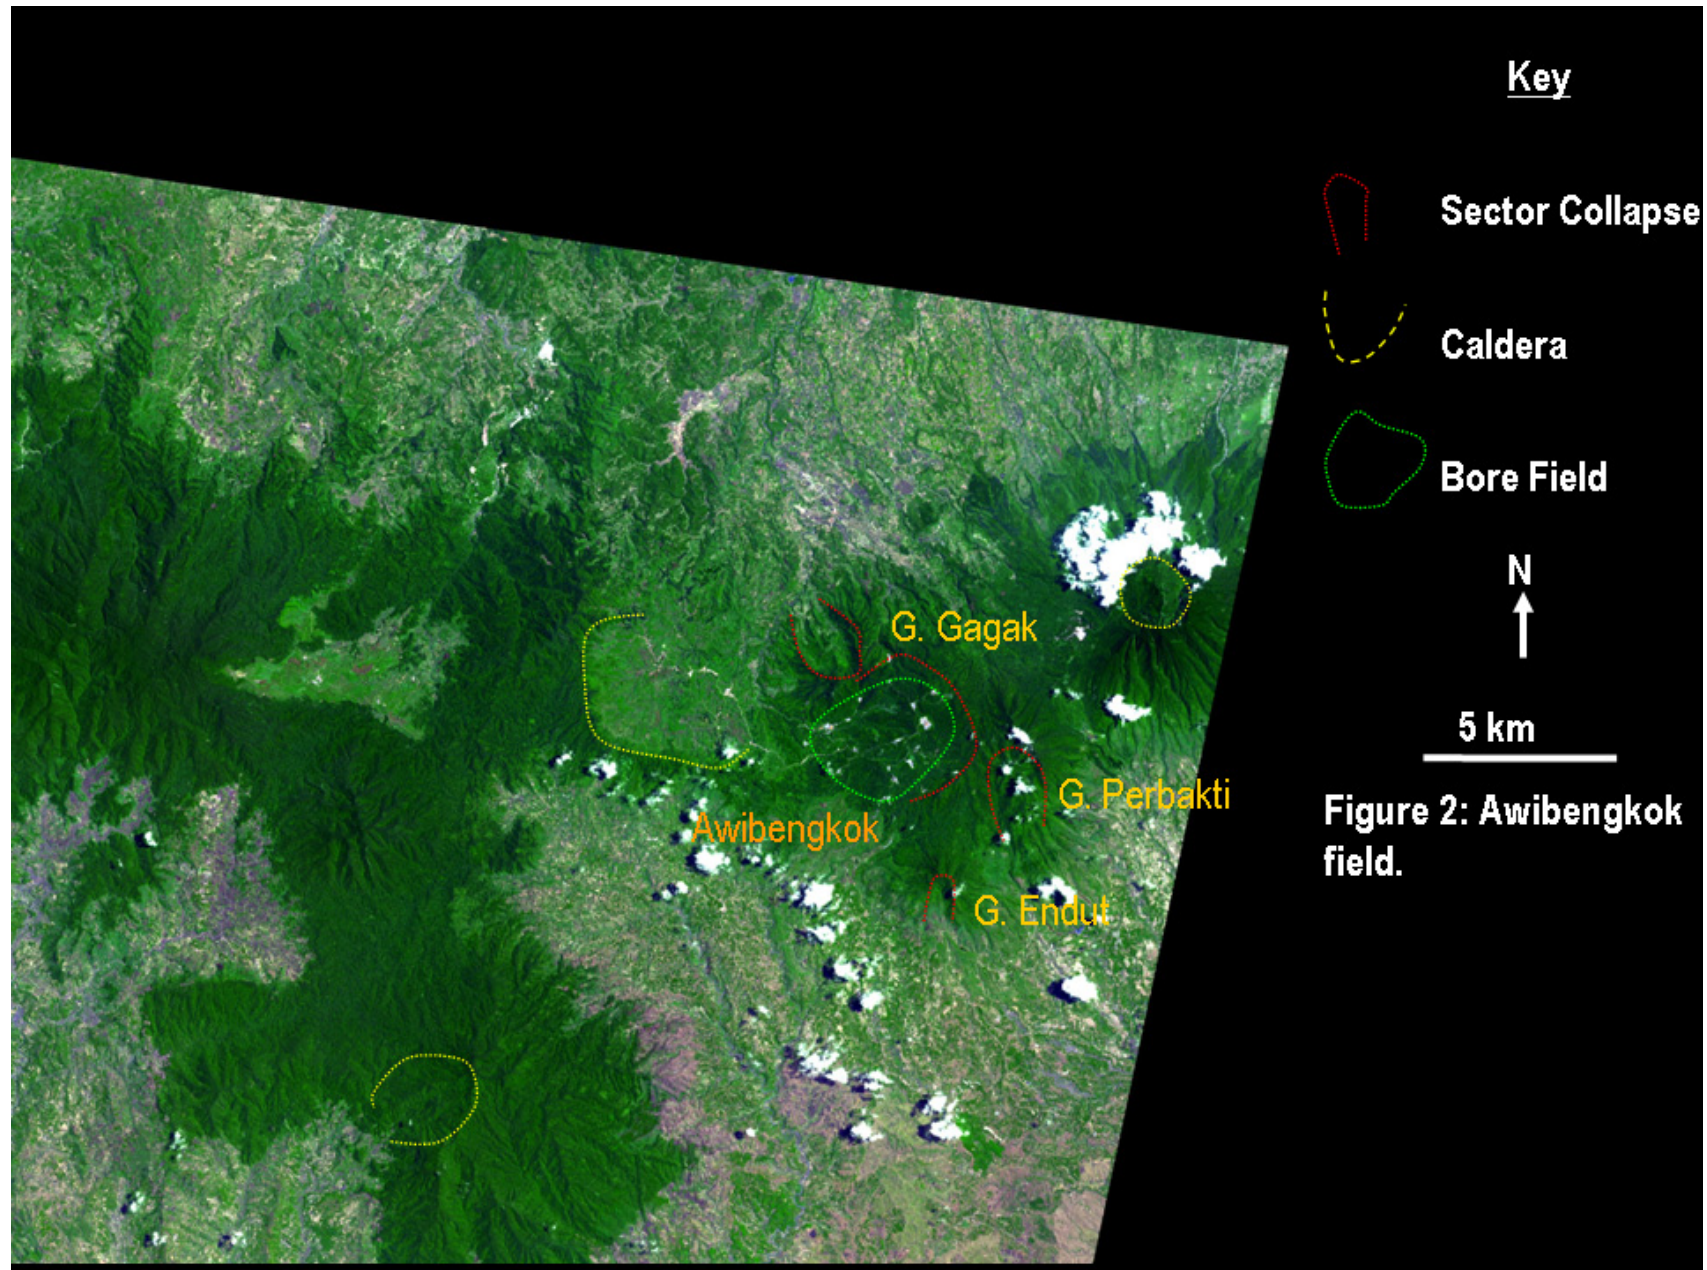 Key
Sector Collapse
Caldera
Bore Field
N
5 km
Figure 2: Awibengkok
field.
G. Gagak
G. Perbakti
Awibengkok
G. Endut